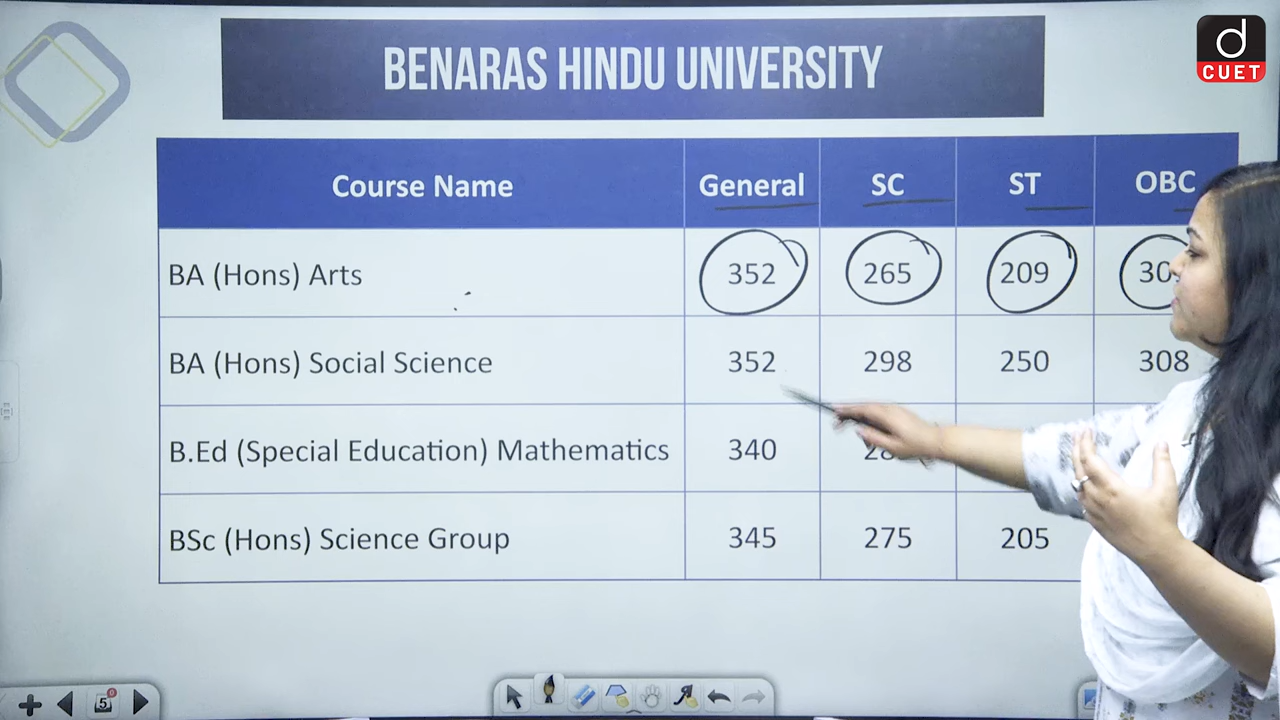 d
CUET
BENARAS HINDU UNIVERSITY
Course Name General SC ST OBC
BA (Hons) Arts 352 265 209
BA (Hons) Social Science 352 298 250 308
B.Ed (Special Education) Mathematics 340
BSc (Hons) Science Group 345 275 205
5